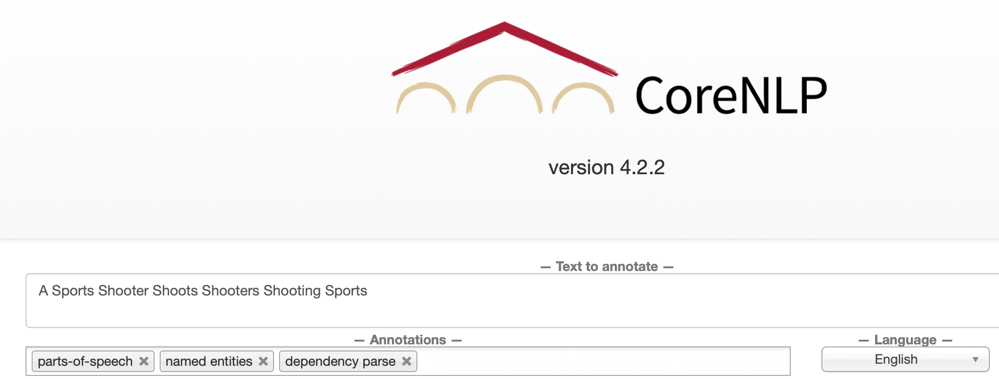 CoreNLP
version 4.2.2
— Text to annotate —
A Sports Shooter Shoots Shooters Shooting Sports
— Annotations —
— Language —
parts-of-speech × named entities × dependency parse ×
English